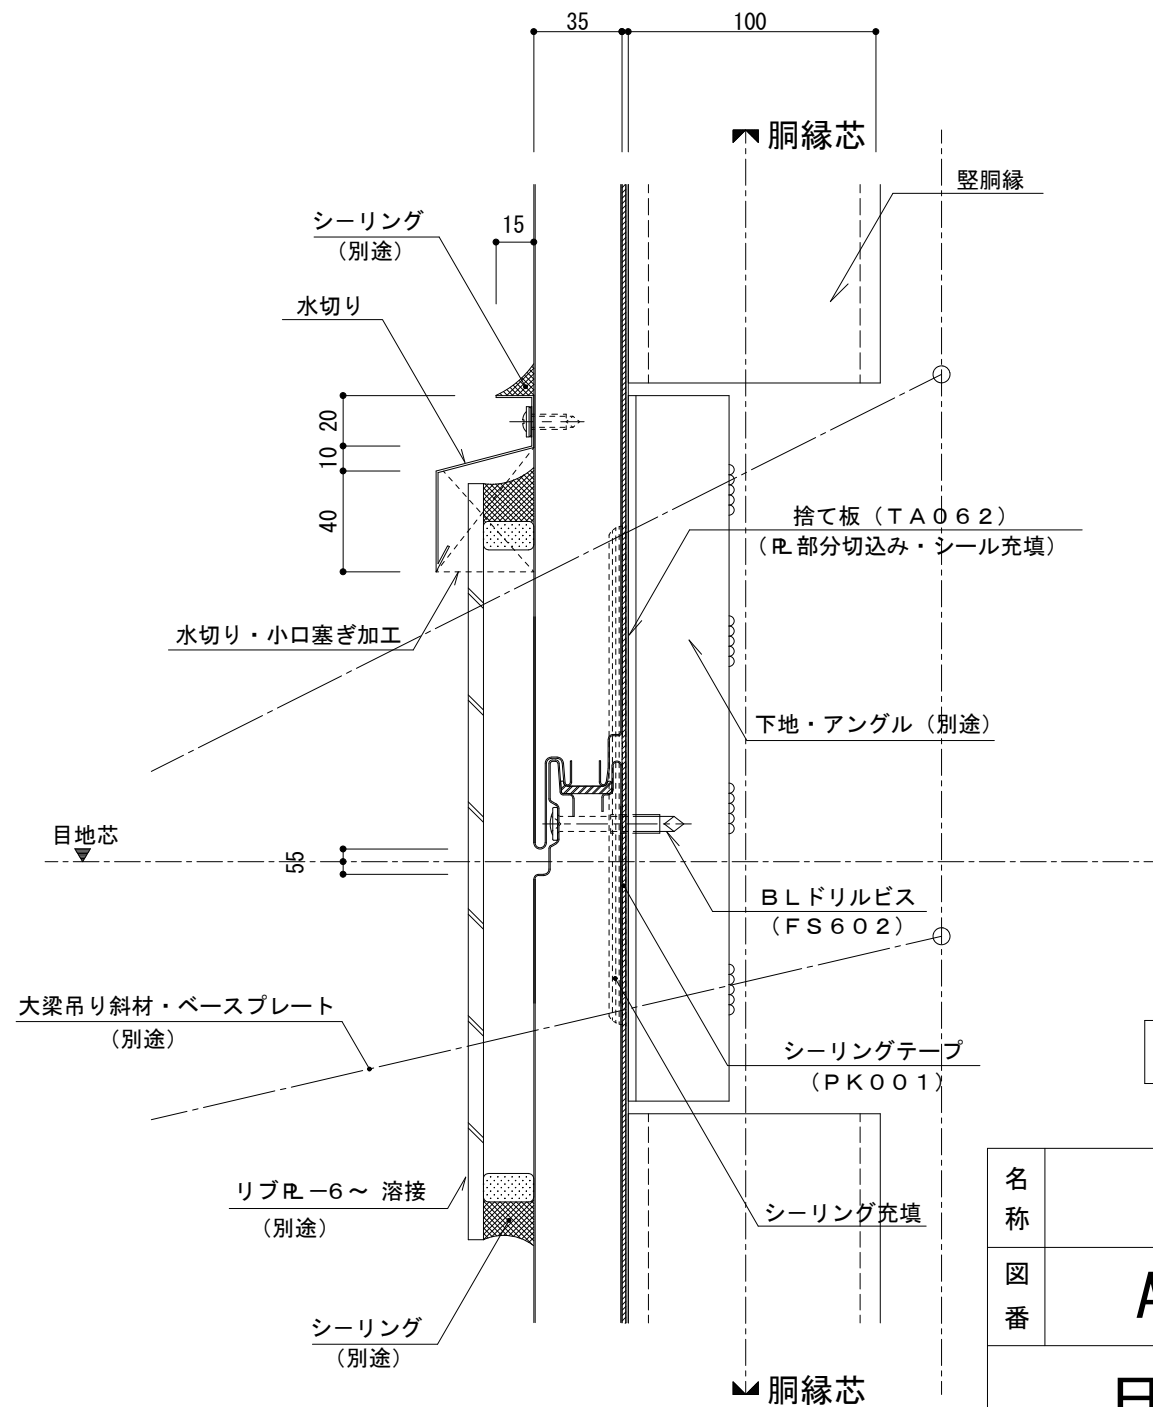 35
100
胴縁芯
竪胴縁
シーリング
(別途)
15
水切り
20
10
40
捨て板（ＴＡ０６２）
（PL部分切込み・シール充填）
水切り・小口塞ぎ加工
下地・アングル（別途）
目地芯
55
ＢＬドリルビス
（ＦＳ６０２）
大梁吊り斜材・ベースプレート
（別途）
シーリングテープ
（ＰＫ００１）
リブPL－6～ 溶接
（別途）
シーリング充填
シーリング
（別途）
胴縁芯
名称
図番
A